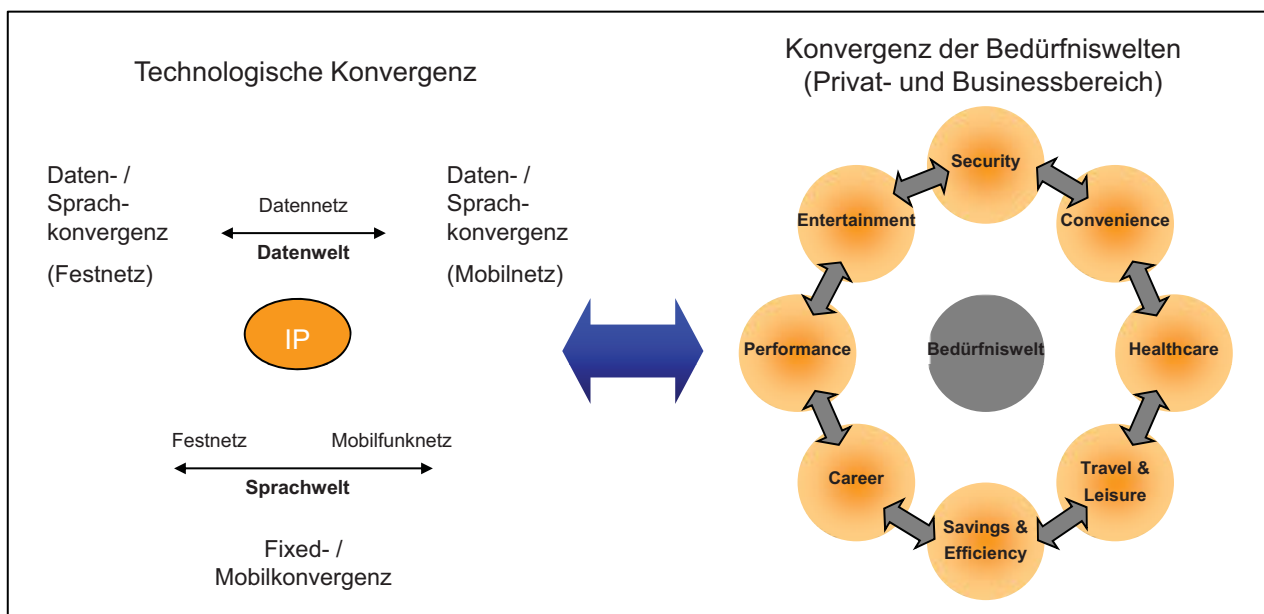 Technologische Konvergenz
Daten- /
Sprach-
konvergenz
(Festnetz)
Datennetz
Datenwelt
Daten- /
Sprach-
konvergenz
(Mobilnetz)
IP
Festnetz
Mobilfunknetz
Sprachwelt
Fixed- /
Mobilkonvergenz
Konvergenz der Bedürfniswelten
(Privat- und Businessbereich)
Security
Entertainment
Convenience
Performance
Bedürfniswelt
Healthcare
Career
Travel &
Leisure
Savings &
Efficiency